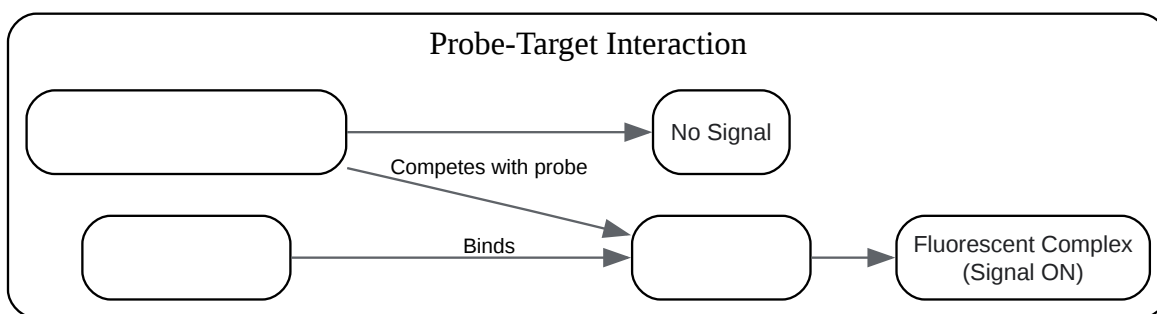 Probe-Target Interaction
No Signal
Competes with probe
Binds
Fluorescent Complex
(Signal ON)